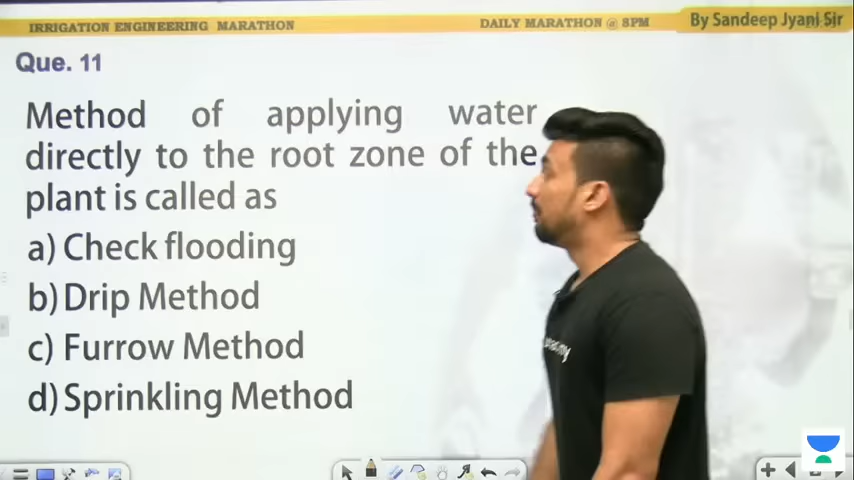 IRRIGATION ENGINEERING MARATHON
DAILY MARATHON @ 8PM
By Sandeep Jyani Sir
Que. 11
Method of applying water
directly to the root zone of the
plant is called as
a) Check flooding
b) Drip Method
c) Furrow Method
d) Sprinkling Method